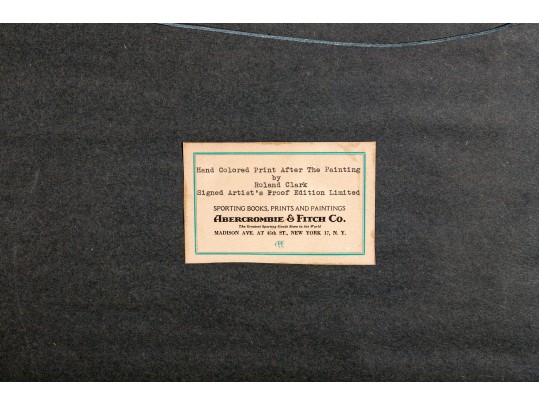 Hand Colored Print After The Painting
by
Roland Clark
Signed Artist's Proof Edition Limited
SPORTING BOOKS, PRINTS AND PAINTINGS
ABERCROMBIE & FITCH CO.
The Greatest Sporting Goods Store in the World
MADISON AVE. AT 45th ST., NEW YORK 17, N. Y.